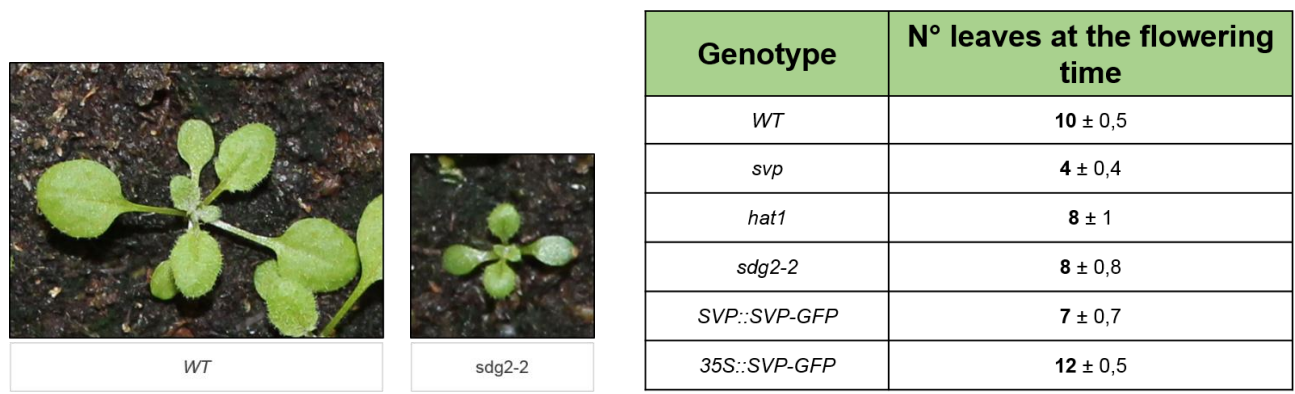 WT
sdg2-2
Genotype
N° leaves at the flowering
time
WT
10 ± 0,5
svp
4 ± 0,4
hat1
8 ± 1
sdg2-2
8 ± 0,8
SVP::SVP-GFP
7 ± 0,7
35S::SVP-GFP
12 ± 0,5